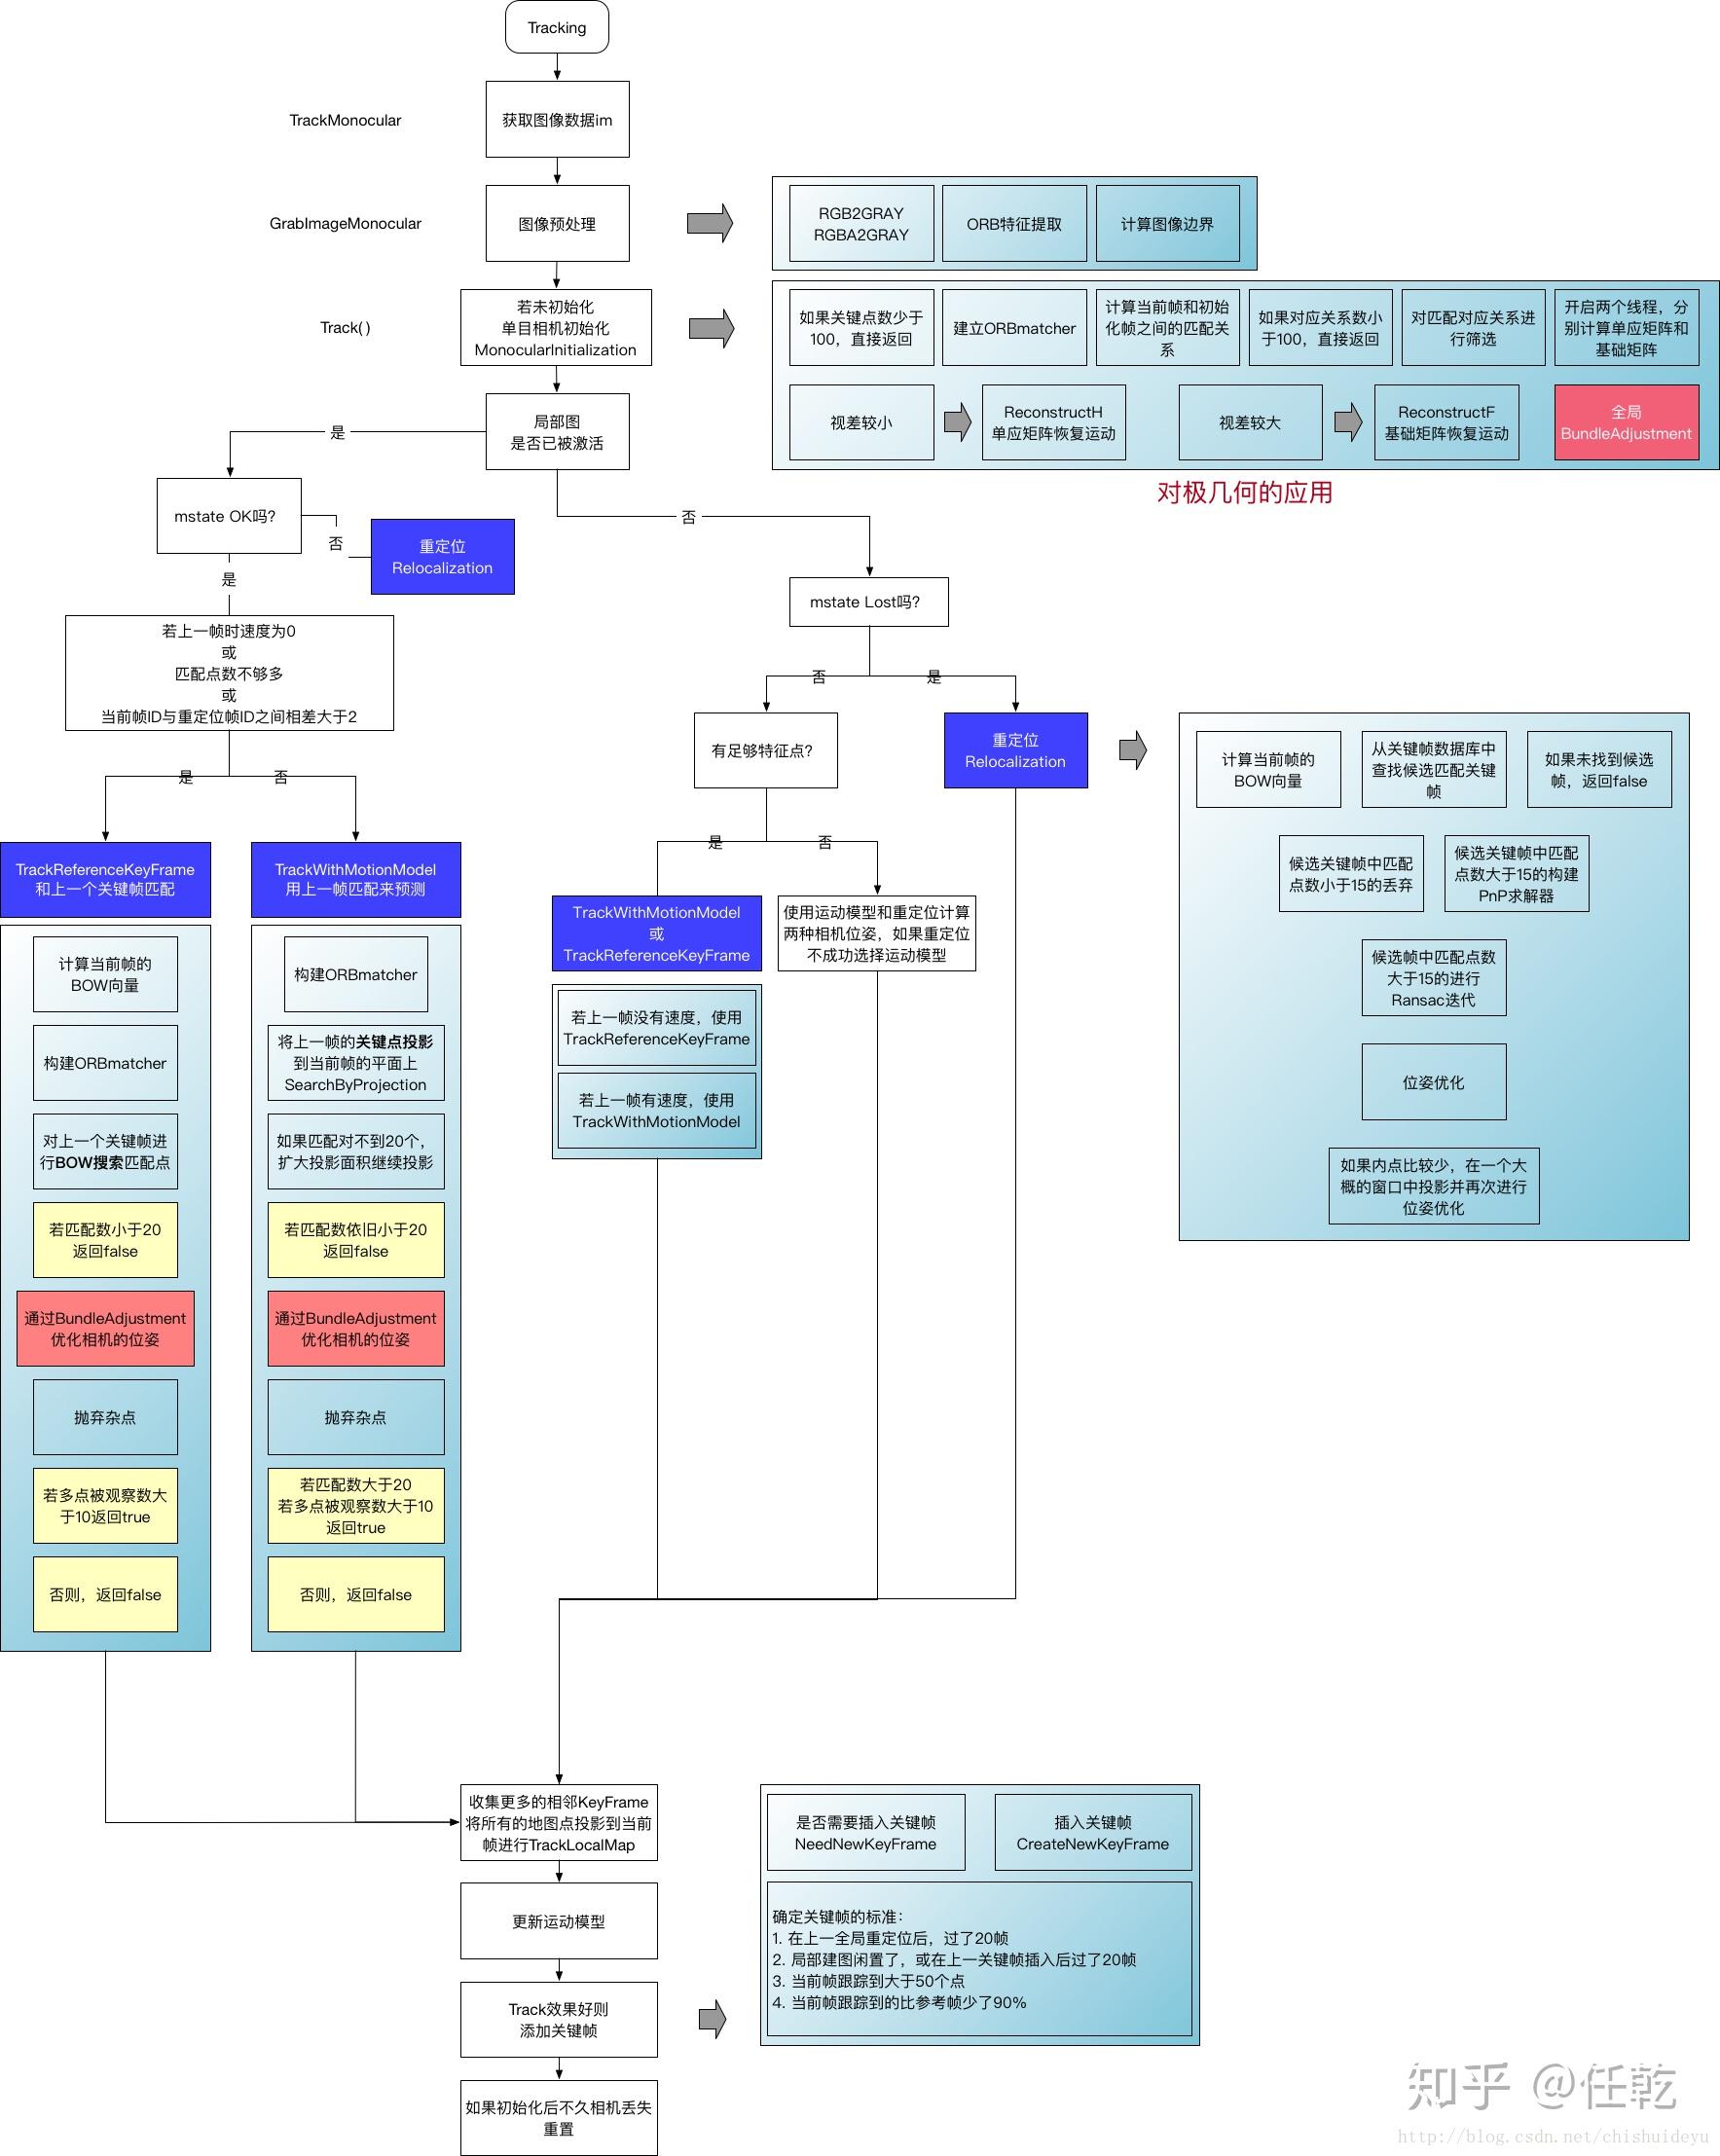 Tracking
TrackMonocular
获取图像数据im
GrabImageMonocular
图像预处理
RGB2GRAY
RGBA2GRAY
ORB特征提取
计算图像边界
Track()
若未初始化
单目相机初始化
MonocularInitialization
如果关键点数少于
100，直接返回
建立ORBmatcher
计算当前帧和初始
化帧之间的匹配关
系
如果对应关系数小
于100，直接返回
对匹配对应关系进
行筛选
开启两个线程，分
别计算单应矩阵和
基础矩阵
视差较小
ReconstructH
单应矩阵恢复运动
视差较大
ReconstructF
基础矩阵恢复运动
全局
BundleAdjustment
对极几何的应用
局部图
是否已被激活
是
否
mstate OK吗？
否
重定位
Relocalization
是
若上一帧时速度为0
或
匹配点数不够多
或
当前帧ID与重定位帧ID之间相差大于2
是
否
TrackReferenceKeyFrame
和上一个关键帧匹配
TrackWithMotionModel
用上一帧匹配来预测
计算当前帧的
BOW向量
构建ORBmatcher
对上一个关键帧进
行BOW搜索匹配点
若匹配数小于20
返回false
通过BundleAdjustment
优化相机的位姿
抛弃杂点
若多点被观察数大
于10返回true
否则，返回false
构建ORBmatcher
将上一帧的关键点投影
到当前帧的平面上
SearchByProjection
如果匹配对不到20个，
扩大投影面积继续投影
若匹配数依旧小于20
返回false
通过BundleAdjustment
优化相机的位姿
抛弃杂点
若匹配数大于20
若多点被观察数大于10
返回true
否则，返回false
mstate Lost吗？
否
是
有足够特征点？
重定位
Relocalization
是
否
TrackWithMotionModel
或
TrackReferenceKeyFrame
使用运动模型和重定位计算
两种相机位姿，如果重定位
不成功选择运动模型
若上一帧没有速度，使用
TrackReferenceKeyFrame
若上一帧有速度，使用
TrackWithMotionModel
计算当前帧的
BOW向量
从关键帧数据库中
查找候选匹配关键
帧
如果未找到候选
帧，返回false
候选关键帧中匹配
点数小于15的丢弃
候选关键帧中匹配
点数大于15的构建
PnP求解器
候选帧中匹配点数
大于15的进行
Ransac迭代
位姿优化
如果内点比较少，在一个大
概的窗口中投影并再次进行
位姿优化
收集更多的相邻KeyFrame
将所有的地图点投影到当前
帧进行TrackLocalMap
更新运动模型
Track效果好则
添加关键帧
如果初始化后不久相机丢失
重置
是否需要插入关键帧
NeedNewKeyFrame
插入关键帧
CreateNewKeyFrame
确定关键帧的标准：
1. 在上一全局重定位后，过了20帧
2. 局部建图闲置了，或在上一关键帧插入后过了20帧
3. 当前帧跟踪到大于50个点
4. 当前帧跟踪到的比参考帧少了90%
知乎 @任乾
http://blog.csdn.net/chishuideyu